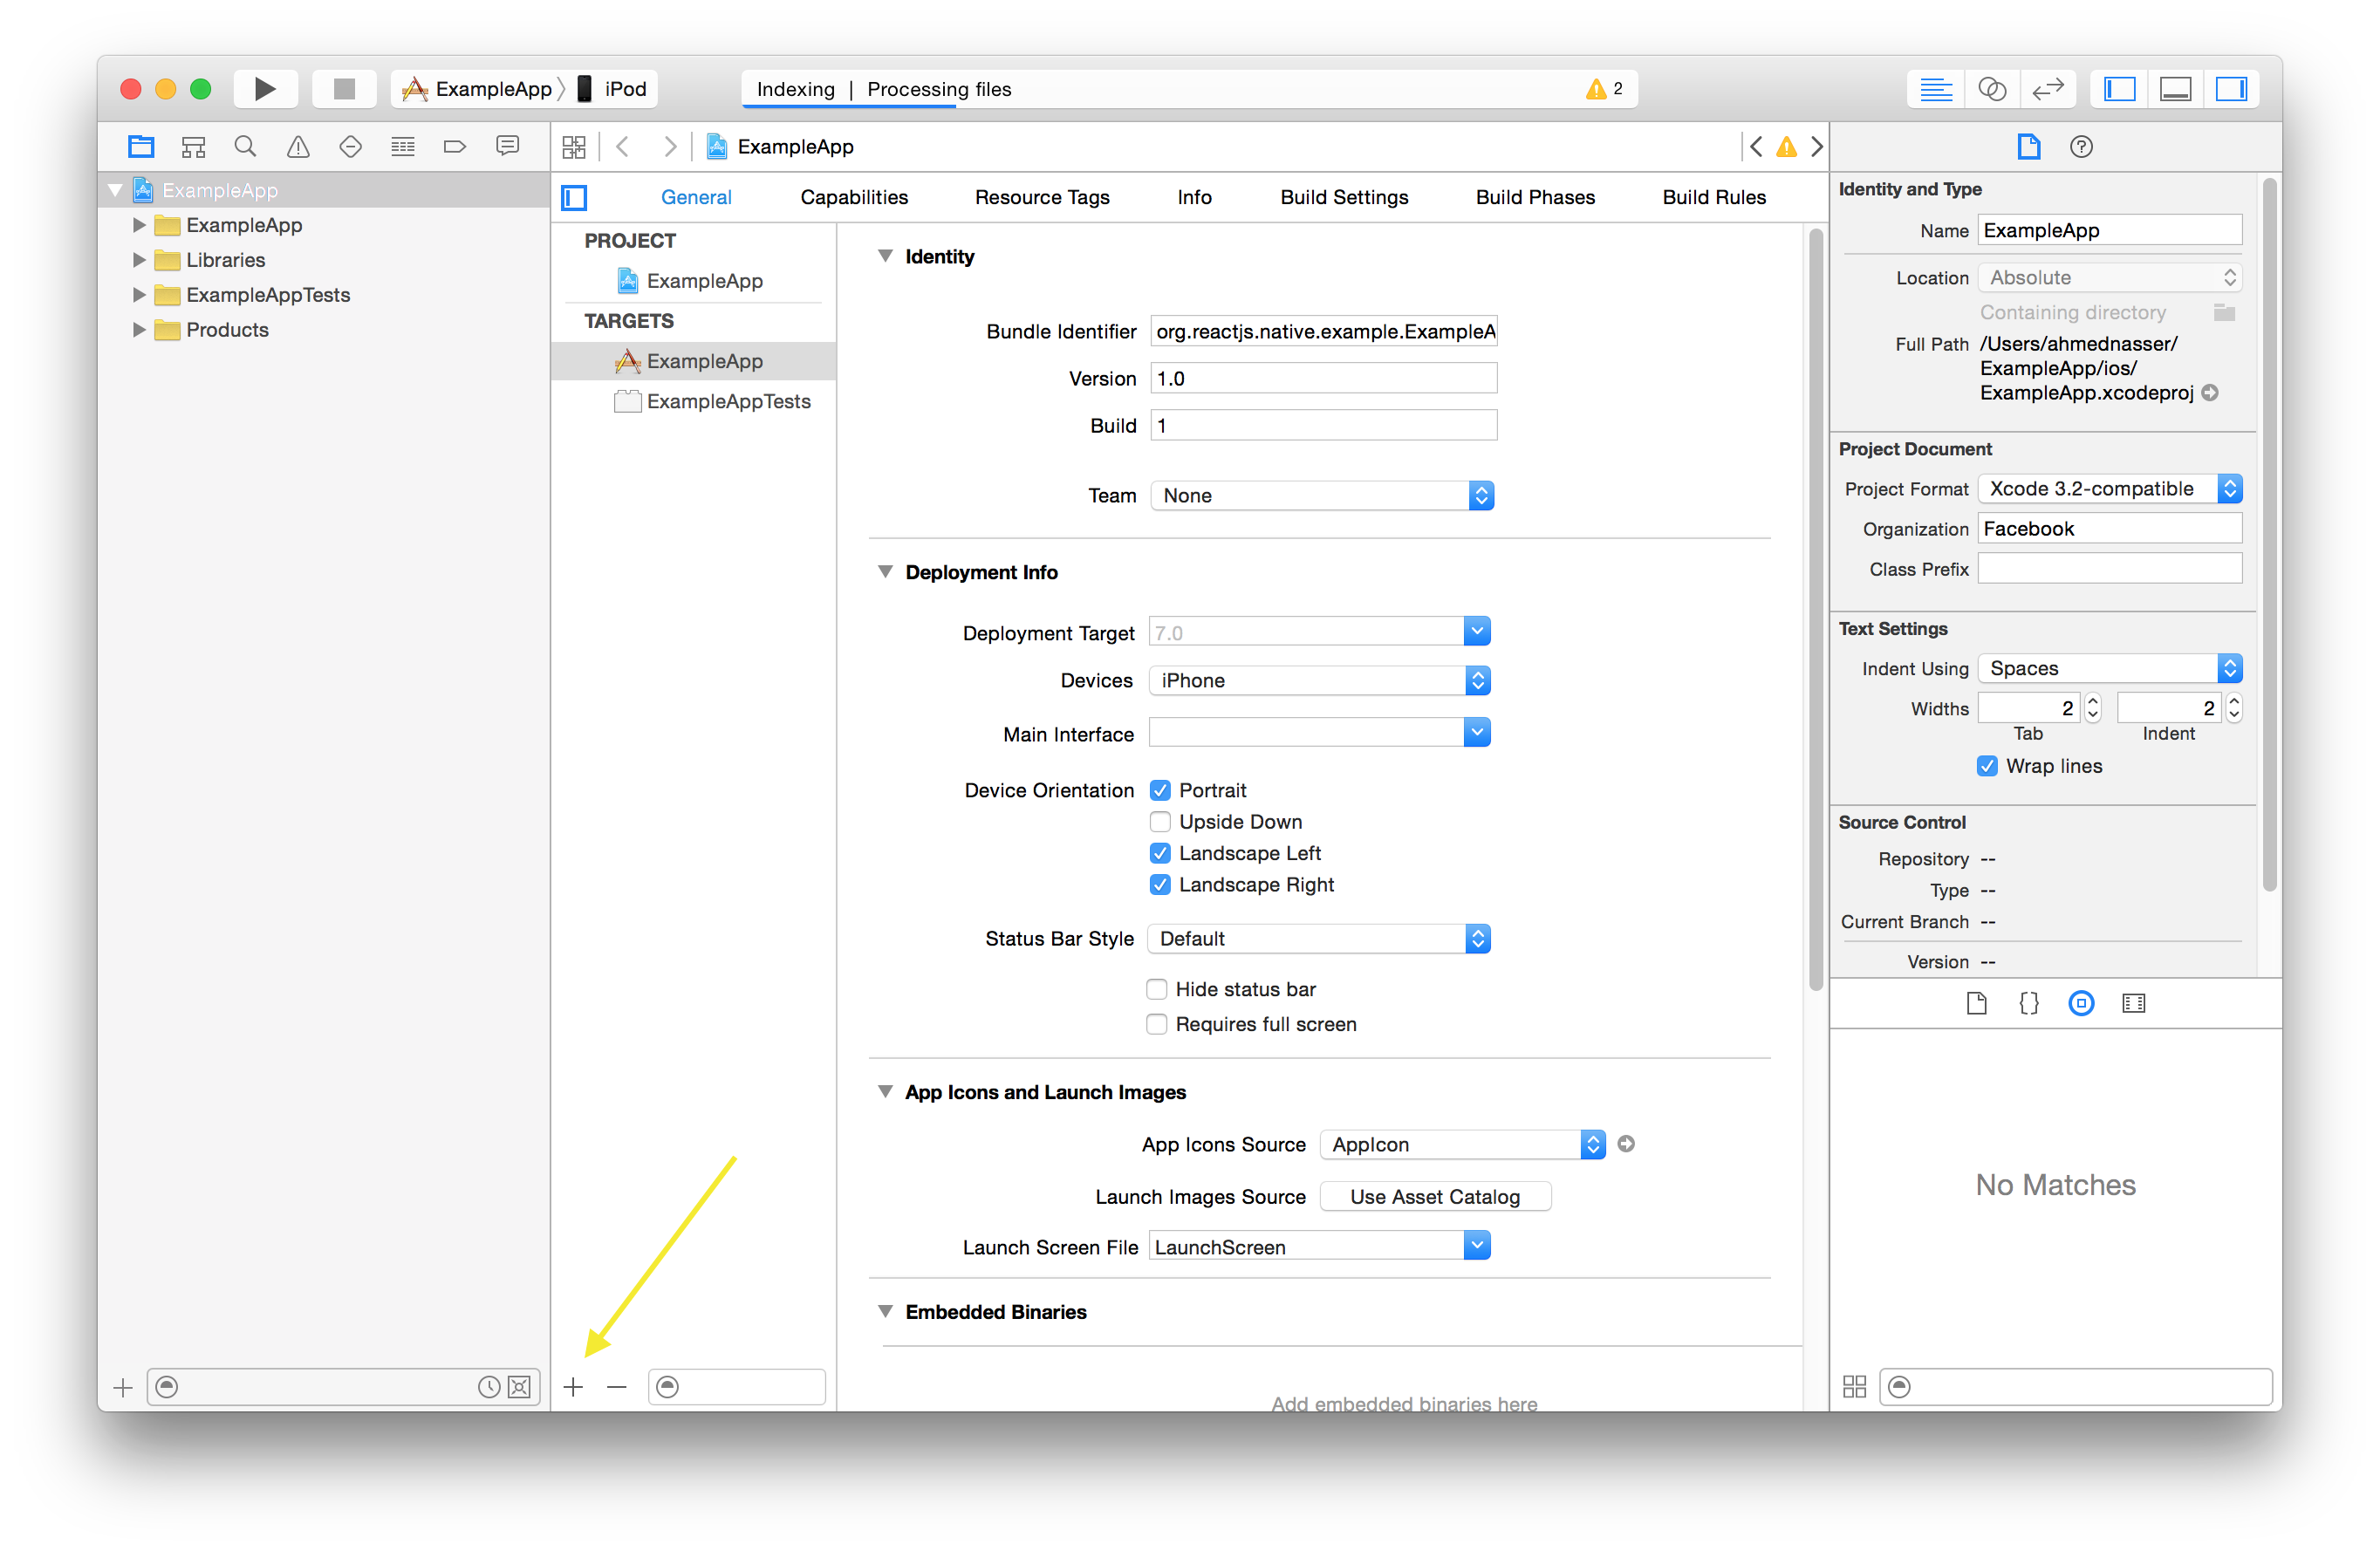 ExampleApp 〉 iPod
Indexing | Processing files
2
ExampleApp
ExampleApp
ExampleApp
Libraries
ExampleAppTests
Products
General Capabilities Resource Tags Info Build Settings Build Phases Build Rules
PROJECT
ExampleApp
TARGETS
ExampleApp
ExampleAppTests
Identity
Bundle Identifier org.reactjs.native.example.ExampleA
Version 1.0
Build 1
Team None
Deployment Info
Deployment Target 7.0
Devices iPhone
Main Interface
Device Orientation Portrait
Upside Down
Landscape Left
Landscape Right
Status Bar Style Default
Hide status bar
Requires full screen
App Icons and Launch Images
App Icons Source AppIcon
Launch Images Source Use Asset Catalog
Launch Screen File LaunchScreen
Embedded Binaries
Add embedded binaries here
Identity and Type
Name ExampleApp
Location Absolute
Containing directory
Full Path /Users/ahmednasser/
ExampleApp/ios/
ExampleApp.xcodeproj
Project Document
Project Format Xcode 3.2-compatible
Organization Facebook
Class Prefix
Text Settings
Indent Using Spaces
Widths 2 2
Tab Indent
Wrap lines
Source Control
Repository --
Type --
Current Branch --
Version --
No Matches